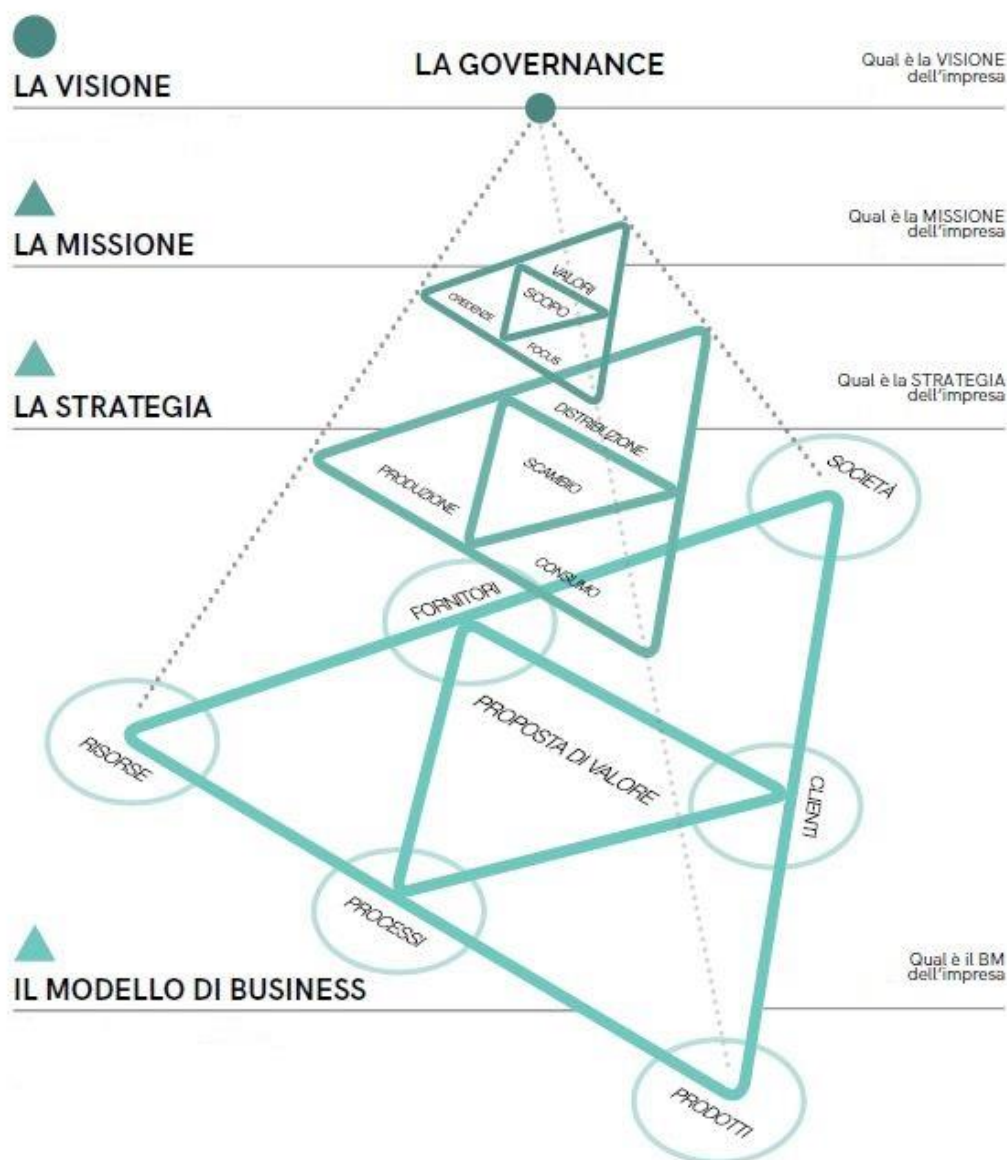 LA GOVERNANCE
Qual è la VISIONE
dell'impresa
LA VISIONE
Qual è la MISSIONE
dell'impresa
LA MISSIONE
VALORI
SCOPO
CREDENZE
FOCUS
Qual è la STRATEGIA
dell'impresa
LA STRATEGIA
DISTRIBUZIONE
SCAMBIO
PRODUZIONE
CONSUMO
SOCIETÀ
FORNITORI
PROPOSTA DI VALORE
RISORSE
CLIENTI
PROCESSI
Qual è il BM
dell'impresa
IL MODELLO DI BUSINESS
PRODOTTI